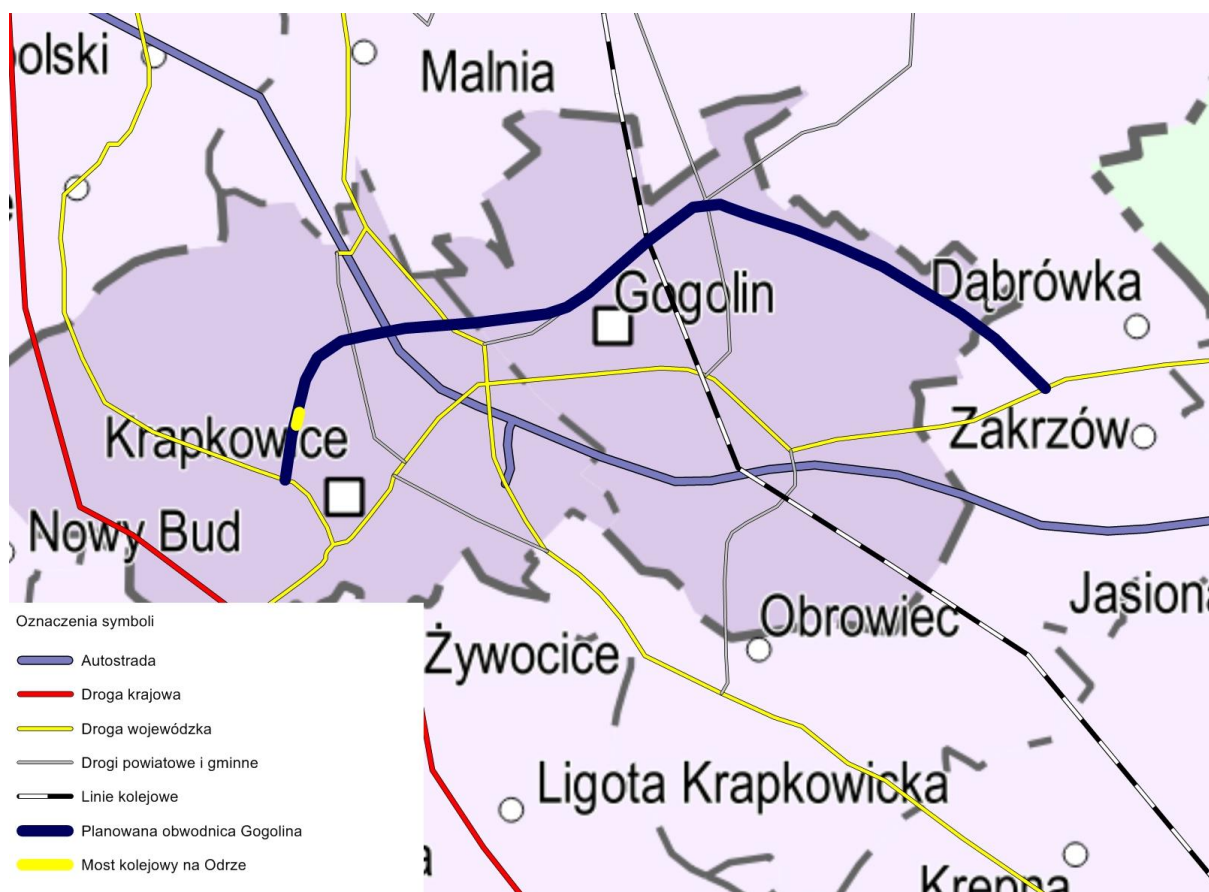 olski
Malnia
Gogolin
Dąbrówka
Krapkowice
Zakrzów
Nowy Bud
Jasiona
Obrowiec
Żywocice
Ligota Krapkowicka
Krępna
Oznaczenia symboli
Autostrada
Droga krajowa
Droga wojewódzka
Drogi powiatowe i gminne
Linie kolejowe
Planowana obwodnica Gogolina
Most kolejowy na Odrze